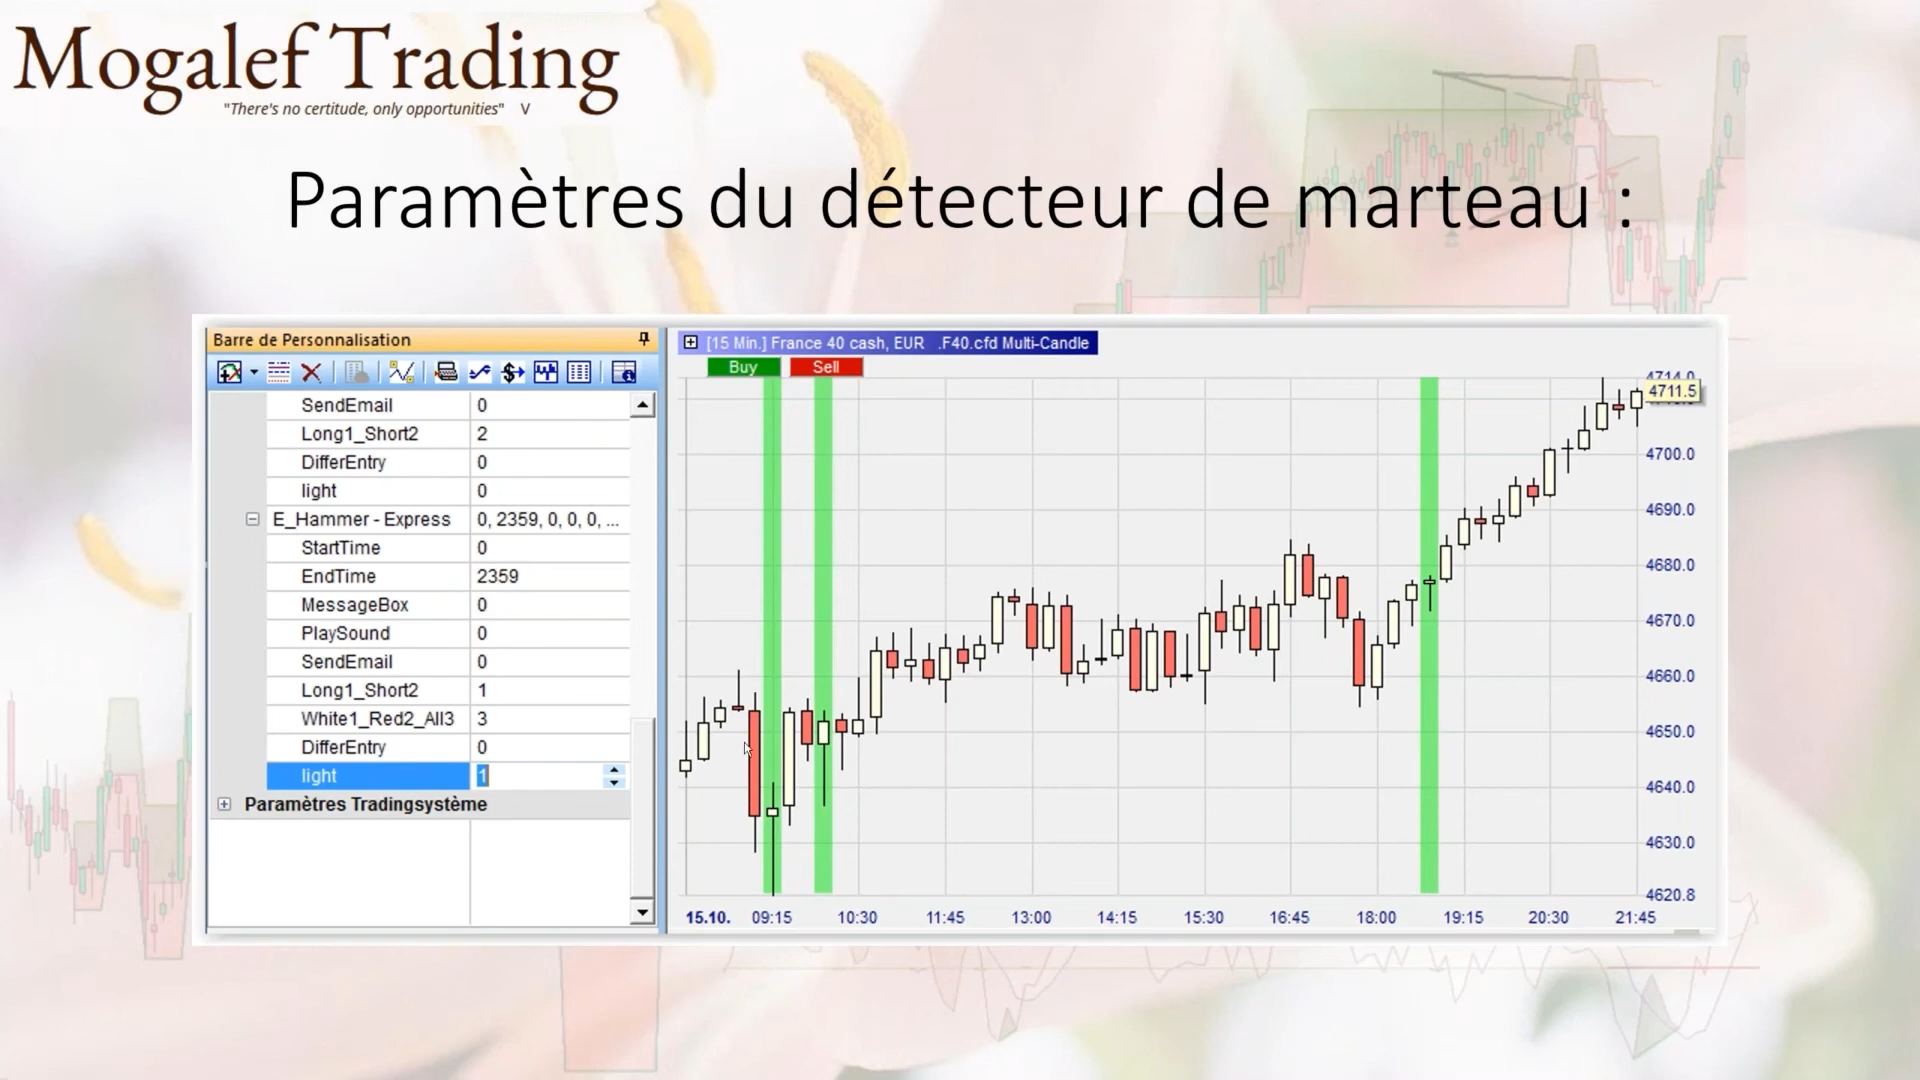 Mogalef Trading
"There's no certitude, only opportunities" V
Paramètres du détecteur de marteau :
Barre de Personnalisation
SendEmail 0
Long1_Short2 2
DifferEntry 0
light 0
E_Hammer - Express 0, 2359, 0, 0, 0, ...
StartTime 0
EndTime 2359
MessageBox 0
PlaySound 0
SendEmail 0
Long1_Short2 1
White1_Red2_All3 3
DifferEntry 0
light 1
Paramètres Tradingsystème
[15 Min.] France 40 cash, EUR .F40.cfd Multi-Candle
Buy Sell
4714.0
4711.5
4700.0
4690.0
4680.0
4670.0
4660.0
4650.0
4640.0
4630.0
4620.8
15.10. 09:15 10:30 11:45 13:00 14:15 15:30 16:45 18:00 19:15 20:30 21:45